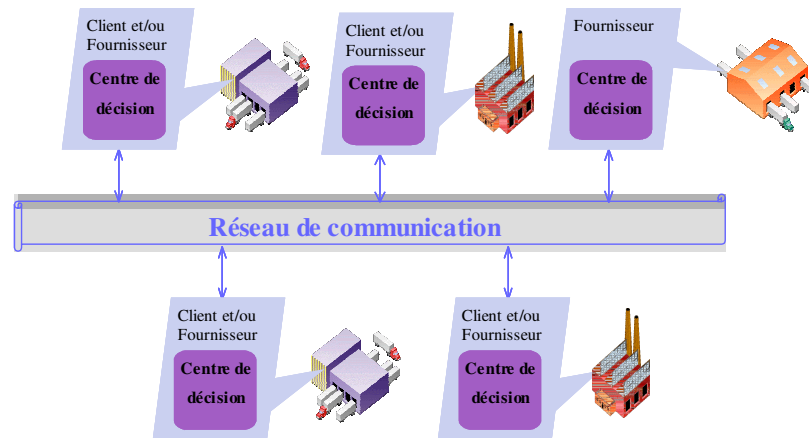 Client et/ou
Fournisseur
Centre de
décision
Client et/ou
Fournisseur
Centre de
décision
Fournisseur
Centre de
décision
Réseau de communication
Client et/ou
Fournisseur
Centre de
décision
Client et/ou
Fournisseur
Centre de
décision